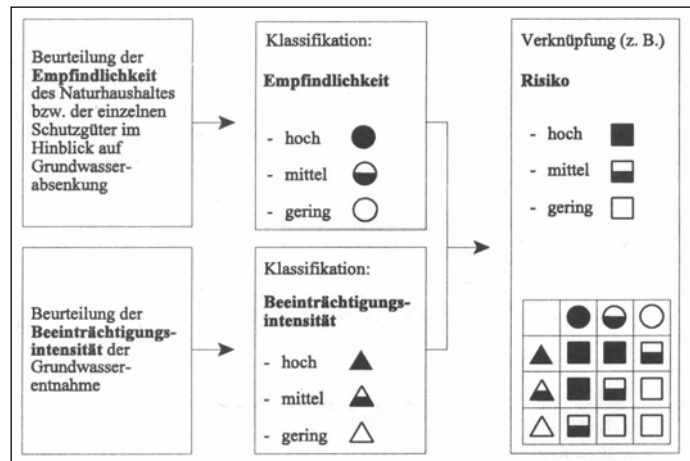 Beurteilung der
Empfindlichkeit
des Naturhaushaltes
bzw. der einzelnen
Schutzgüter im
Hinblick auf
Grundwasser-
absenkung
Klassifikation:
Empfindlichkeit
- hoch
- mittel
- gering
Beurteilung der
Beeinträchtigungs-
intensität der
Grundwasser-
entnahme
Klassifikation:
Beeinträchtigungs-
intensität
- hoch
- mittel
- gering
Verknüpfung (z. B.)
Risiko
- hoch
- mittel
- gering